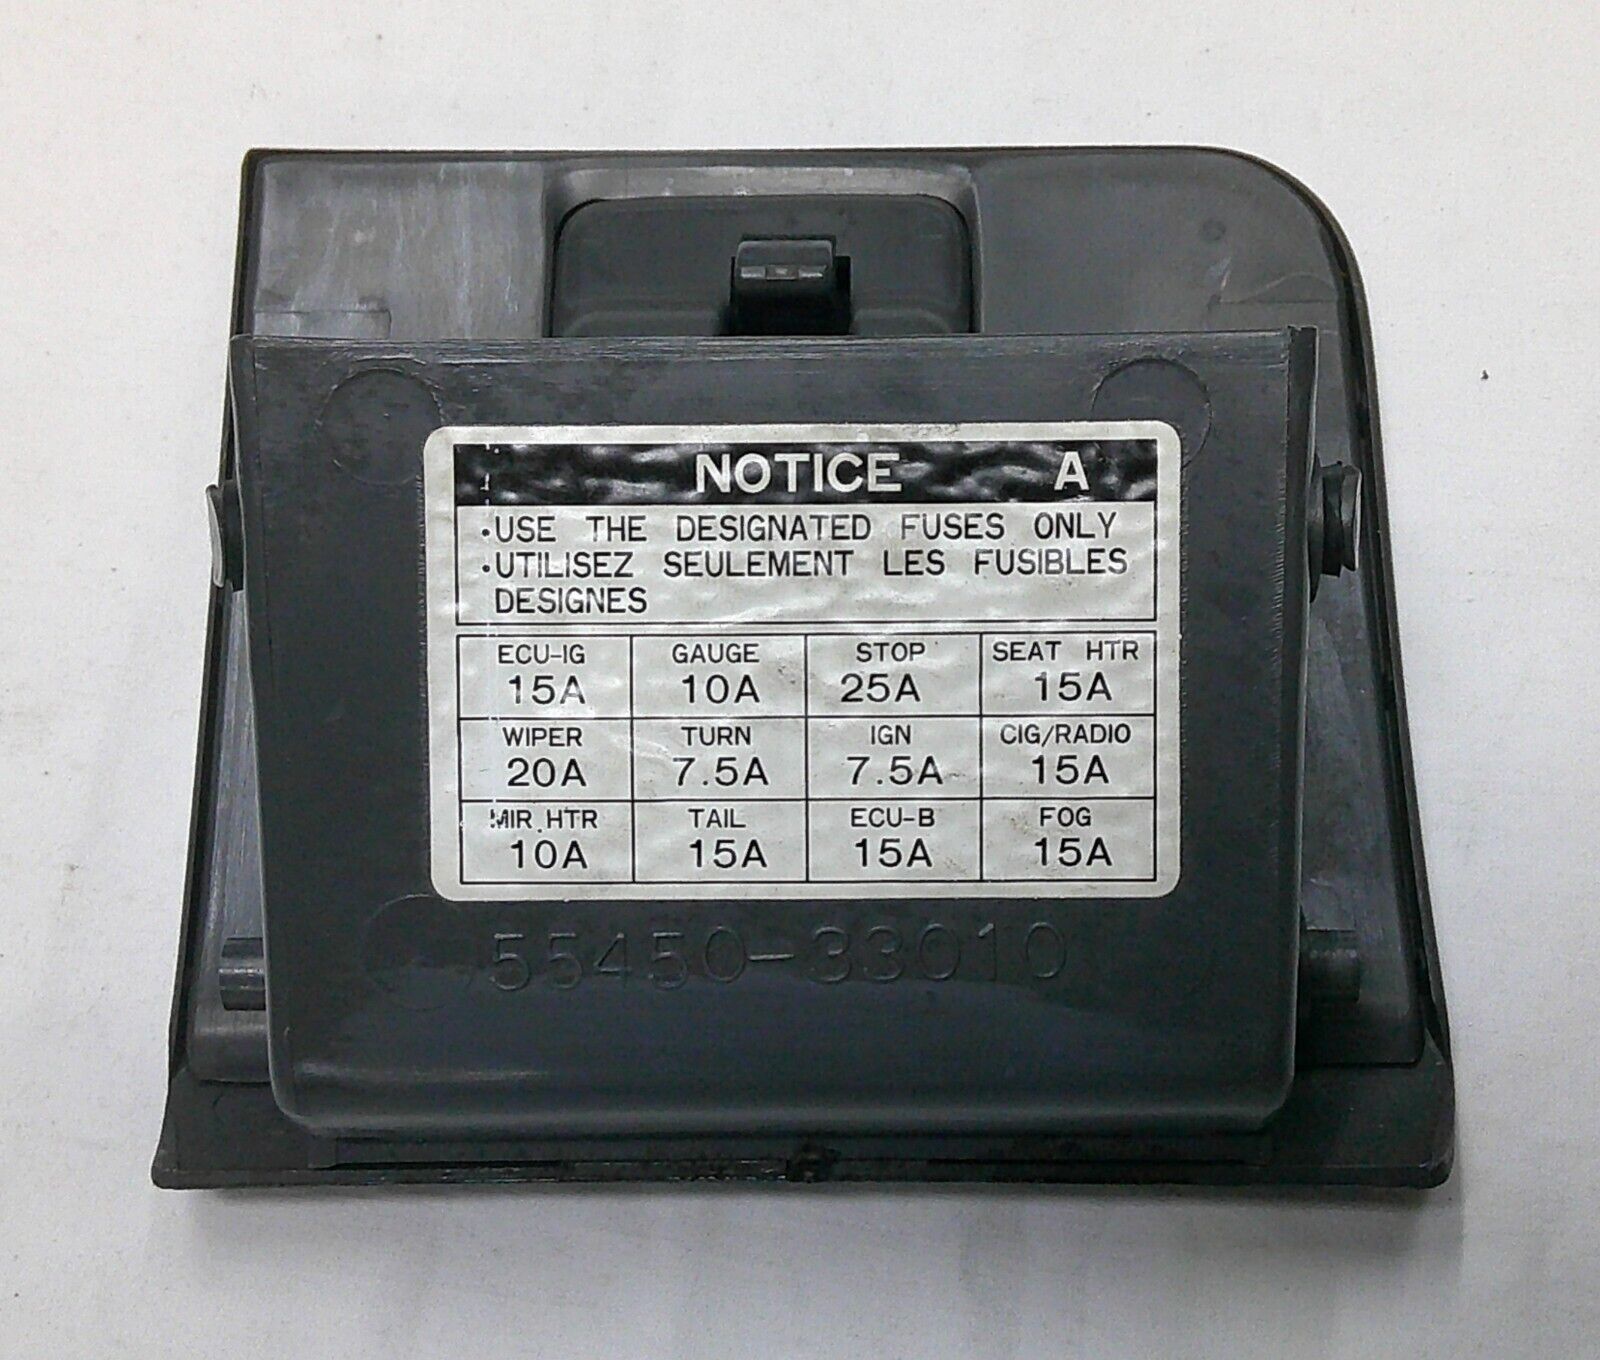 NOTICE A
·USE THE DESIGNATED FUSES ONLY
·UTILISEZ SEULEMENT LES FUSIBLES
DESIGNES
ECU-IG GAUGE STOP SEAT HTR
15A 10A 25A 15A
WIPER TURN IGN CIG/RADIO
20A 7.5A 7.5A 15A
MIR.HTR TAIL ECU-B FOG
10A 15A 15A 15A
55450-33010